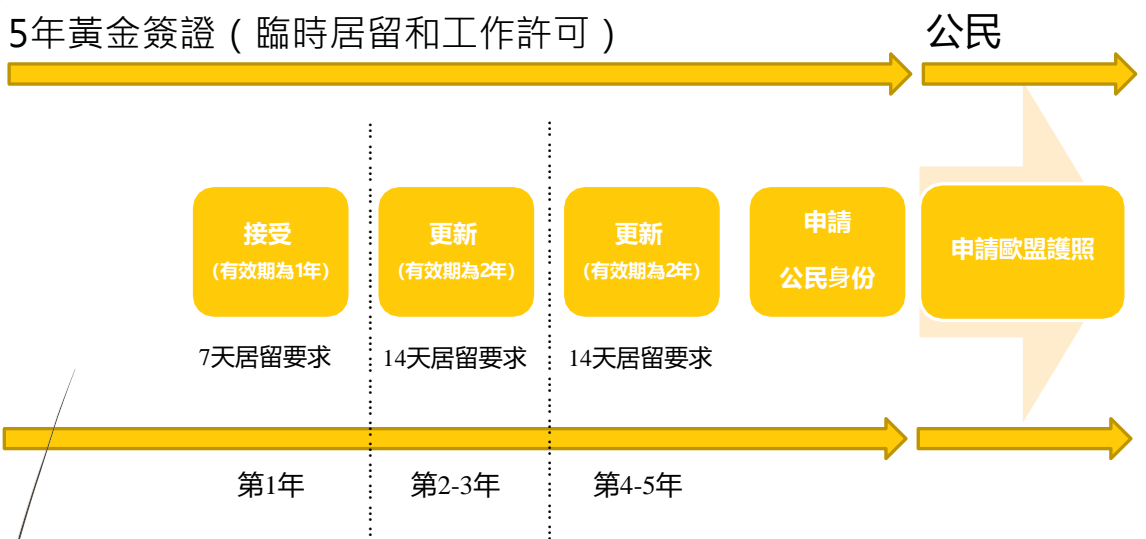 5年黃金簽證（臨時居留和工作許可）
公民
接受
(有效期為1年)
更新
(有效期為2年)
更新
(有效期為2年)
申請
公民身份
申請歐盟護照
7天居留要求
14天居留要求
14天居留要求
第1年
第2-3年
第4-5年